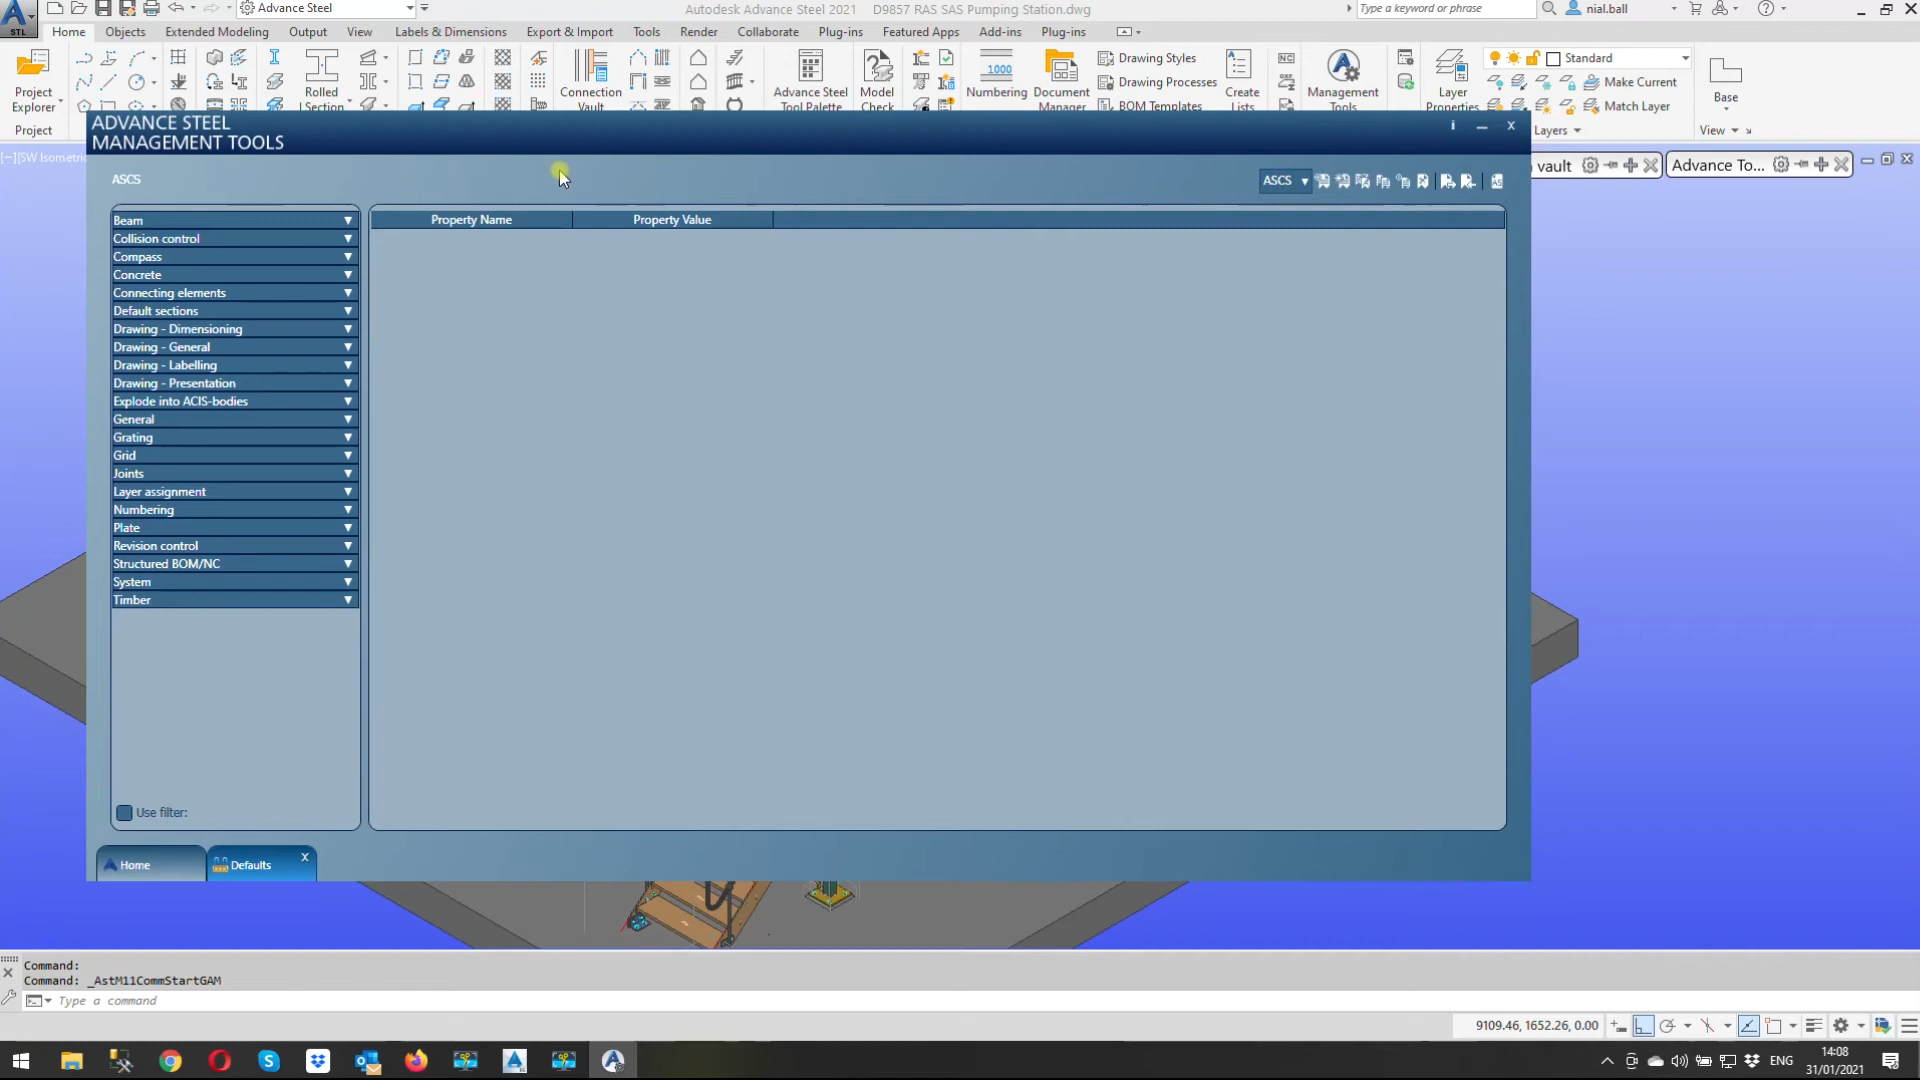 Advance Steel
Autodesk Advance Steel 2021 D9857 RAS SAS Pumping Station.dwg
Type a keyword or phrase
nial.ball
STL
Home Objects Extended Modeling Output View Labels & Dimensions Export & Import Tools Render Collaborate Plug-ins Featured Apps Add-ins Plug-ins
Project
Explorer
Project
Rolled
I Section
Connection
Vault
Advance Steel
Tool Palette
Model
Check
1000
Numbering
Document
Manager
Drawing Styles
Drawing Processes
BOM Templates
Create
Lists
NC
DXF
Management
Tools
Layer
Properties
Standard
Make Current
Match Layer
Layers
Base
View
[−][SW Isometri
vault
Advance To...
ADVANCE STEEL
MANAGEMENT TOOLS
i
X
ASCS
ASCS
Property Name Property Value
Beam
Collision control
Compass
Concrete
Connecting elements
Default sections
Drawing - Dimensioning
Drawing - General
Drawing - Labelling
Drawing - Presentation
Explode into ACIS-bodies
General
Grating
Grid
Joints
Layer assignment
Numbering
Plate
Revision control
Structured BOM/NC
System
Timber
Use filter:
Home
Defaults
X
Command:
Command: _AstM11CommStartGAM
Type a command
9109.46, 1652.26, 0.00
ENG
14:08
31/01/2021